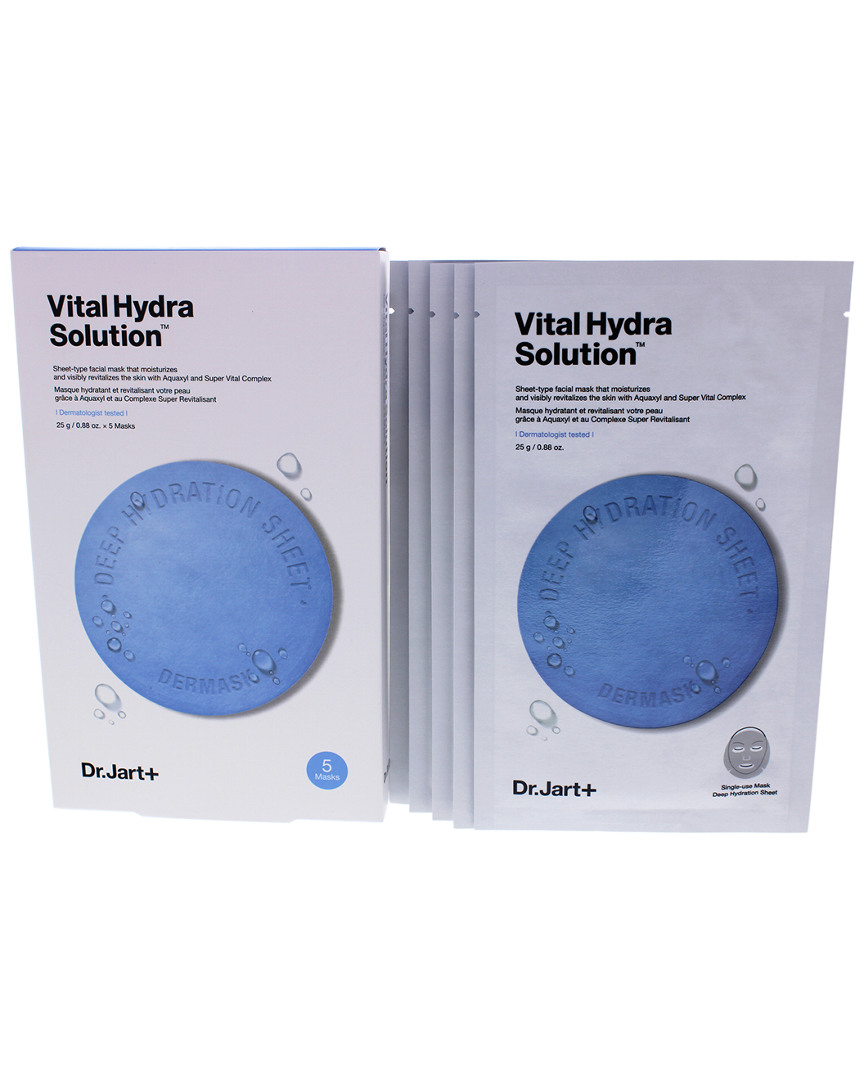 Vital Hydra
Solution™
Sheet-type facial mask that moisturizes
and visibly revitalizes the skin with Aquaxyl and Super Vital Complex
Masque hydratant et revitalisant votre peau
grâce à Aquaxyl et au Complexe Super Revitalisant
| Dermatologist tested |
25 g / 0.88 oz. × 5 Masks
DEEP HYDRATION SHEET
DERMASK
Dr.Jart+
5
Masks
Vital Hydra
Solution™
Sheet-type facial mask that moisturizes
and visibly revitalizes the skin with Aquaxyl and Super Vital Complex
Masque hydratant et revitalisant votre peau
grâce à Aquaxyl et au Complexe Super Revitalisant
| Dermatologist tested |
25 g / 0.88 oz.
DEEP HYDRATION SHEET
DERMASK
Dr.Jart+
Single-use Mask
Deep Hydration Sheet